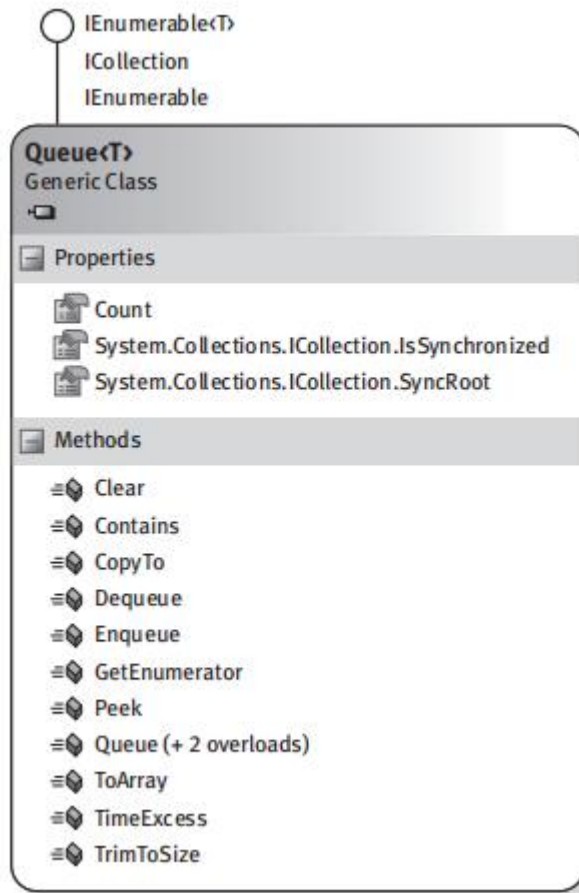 IEnumerable<T>
ICollection
IEnumerable
Queue<T>
Generic Class
Properties
Count
System.Collections.ICollection.IsSynchronized
System.Collections.ICollection.SyncRoot
Methods
Clear
Contains
CopyTo
Dequeue
Enqueue
GetEnumerator
Peek
Queue (+ 2 overloads)
ToArray
TimeExcess
TrimToSize